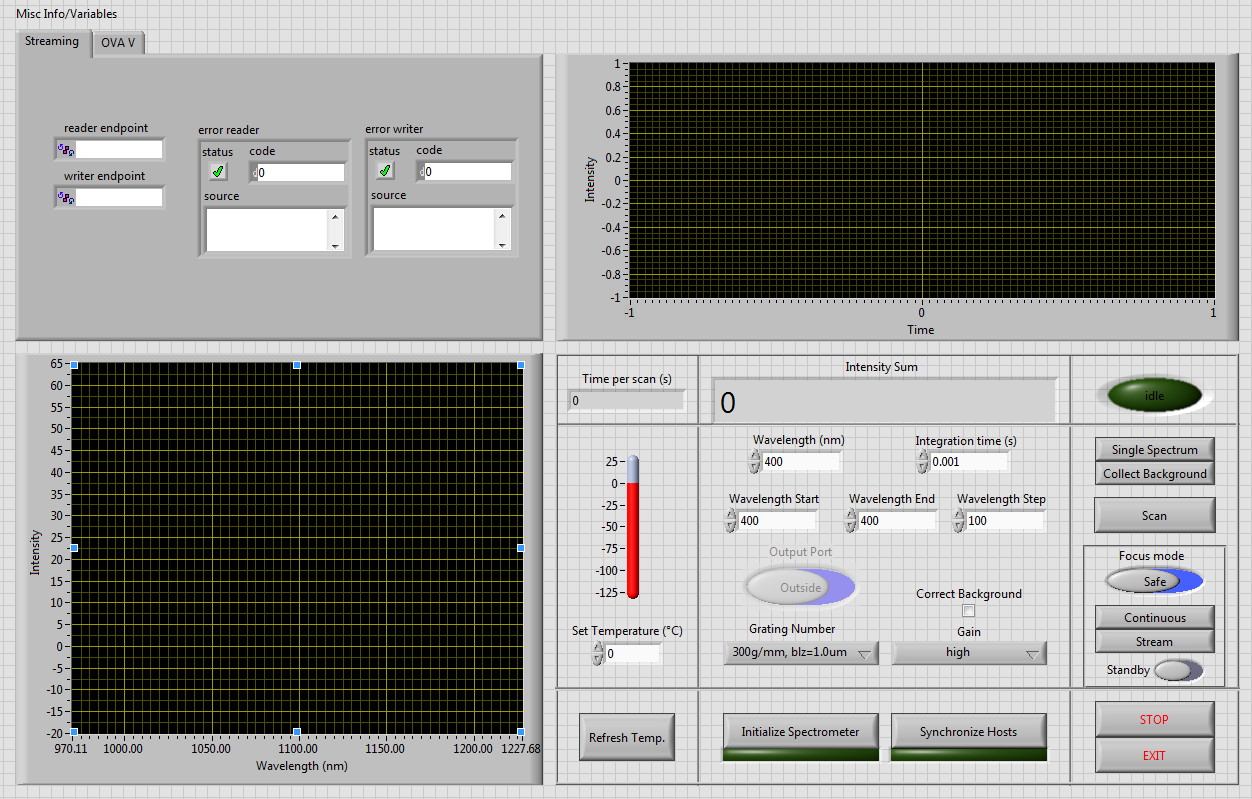 Misc Info/Variables
Streaming
OVA V
reader endpoint
writer endpoint
error reader
status
code
0
source
error writer
status
code
0
source
1
0.8
0.6
0.4
0.2
0
-0.2
-0.4
-0.6
-0.8
-1
Intensity
-1
0
1
Time
65
60
55
50
45
40
35
30
25
20
15
10
5
0
-5
-10
-15
-20
Intensity
970.11
1000.00
1050.00
1100.00
1150.00
1200.00
1227.68
Wavelength (nm)
Time per scan (s)
0
Intensity Sum
0
idle
25
0
-25
-50
-75
-100
-125
Set Temperature (°C)
0
Wavelength (nm)
400
Integration time (s)
0.001
Wavelength Start
400
Wavelength End
400
Wavelength Step
100
Output Port
Outside
Correct Background
Grating Number
300g/mm, blz=1.0um
Gain
high
Single Spectrum
Collect Background
Scan
Focus mode
Safe
Continuous
Stream
Standby
Refresh Temp.
Initialize Spectrometer
Synchronize Hosts
STOP
EXIT